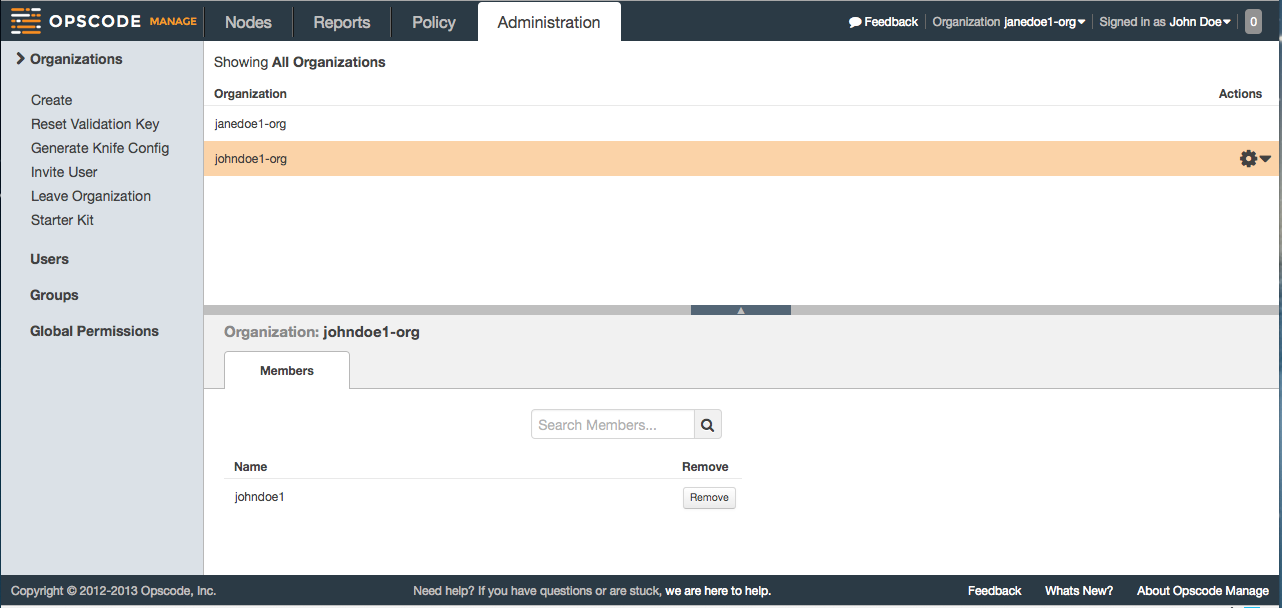 OPSCODE MANAGE Nodes Reports Policy Administration Feedback Organization janedoe1-org Signed in as John Doe 0
Organizations
Create
Reset Validation Key
Generate Knife Config
Invite User
Leave Organization
Starter Kit
Users
Groups
Global Permissions
Showing All Organizations
Organization Actions
janedoe1-org
johndoe1-org
Organization: johndoe1-org
Members
Search Members...
Name Remove
johndoe1 Remove
Copyright © 2012-2013 Opscode, Inc. Need help? If you have questions or are stuck, we are here to help. Feedback Whats New? About Opscode Manage